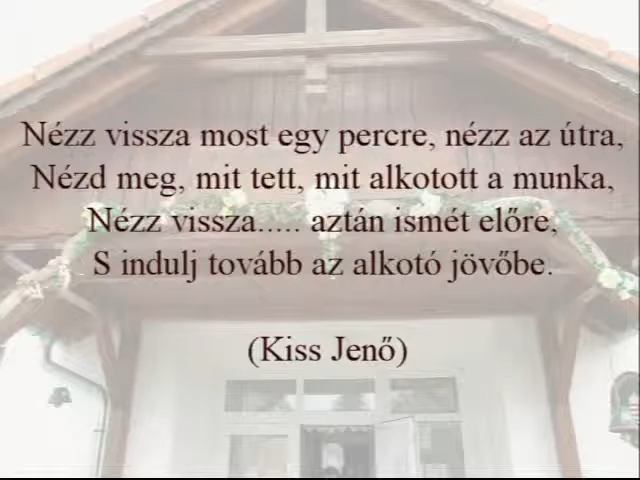 Nézz vissza most egy percre, nézz az útra,
Nézd meg, mit tett, mit alkotott a munka,
Nézz vissza..... aztán ismét előre,
S indulj tovább az alkotó jövőbe.
(Kiss Jenő)